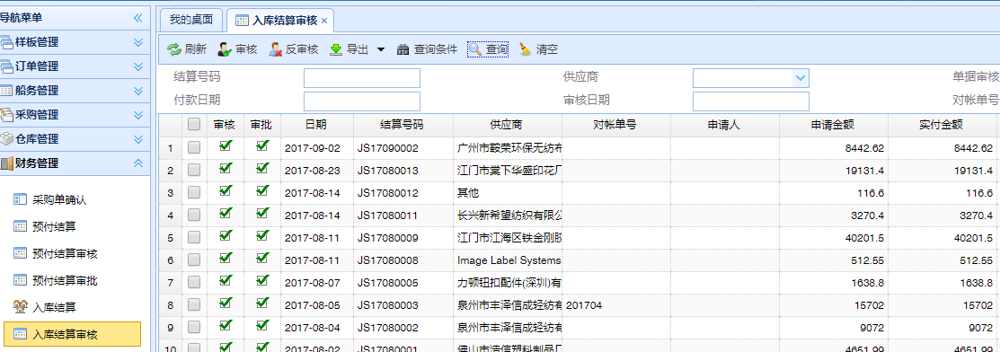 导航菜单
样板管理
订单管理
船务管理
采购管理
仓库管理
财务管理
采购单确认
预付结算
预付结算审核
预付结算审批
入库结算
入库结算审核
我的桌面 入库结算审核
刷新 审核 反审核 导出 查询条件 查询 清空
结算号码 供应商 单据审核
付款日期 审核日期 对帐单号
审核 审批 日期 结算号码 供应商 对帐单号 申请人 申请金额 实付金额
1 2017-09-02 JS17090002 广州市鞍荣环保无纺布 8442.62 8442.62
2 2017-08-23 JS17080013 江门市棠下华盛印花厂 19131.4 19131.4
3 2017-08-14 JS17080012 其他 116.6 116.6
4 2017-08-14 JS17080011 长兴新希望纺织有限公 3270.4 3270.4
5 2017-08-11 JS17080009 江门市江海区铁金刚胶 40201.5 40201.5
6 2017-08-11 JS17080008 Image Label Systems 512.55 512.55
7 2017-08-07 JS17080005 力顿钮扣配件(深圳)有 1638.8 1638.8
8 2017-08-05 JS17080003 泉州市丰泽信成轻纺有 201704 15702 15702
9 2017-08-04 JS17080002 泉州市丰泽信成轻纺有 9072 9072
10 2017-08-02 JS17080001 佛山市浩信塑料制品厂 4651.99 4651.99